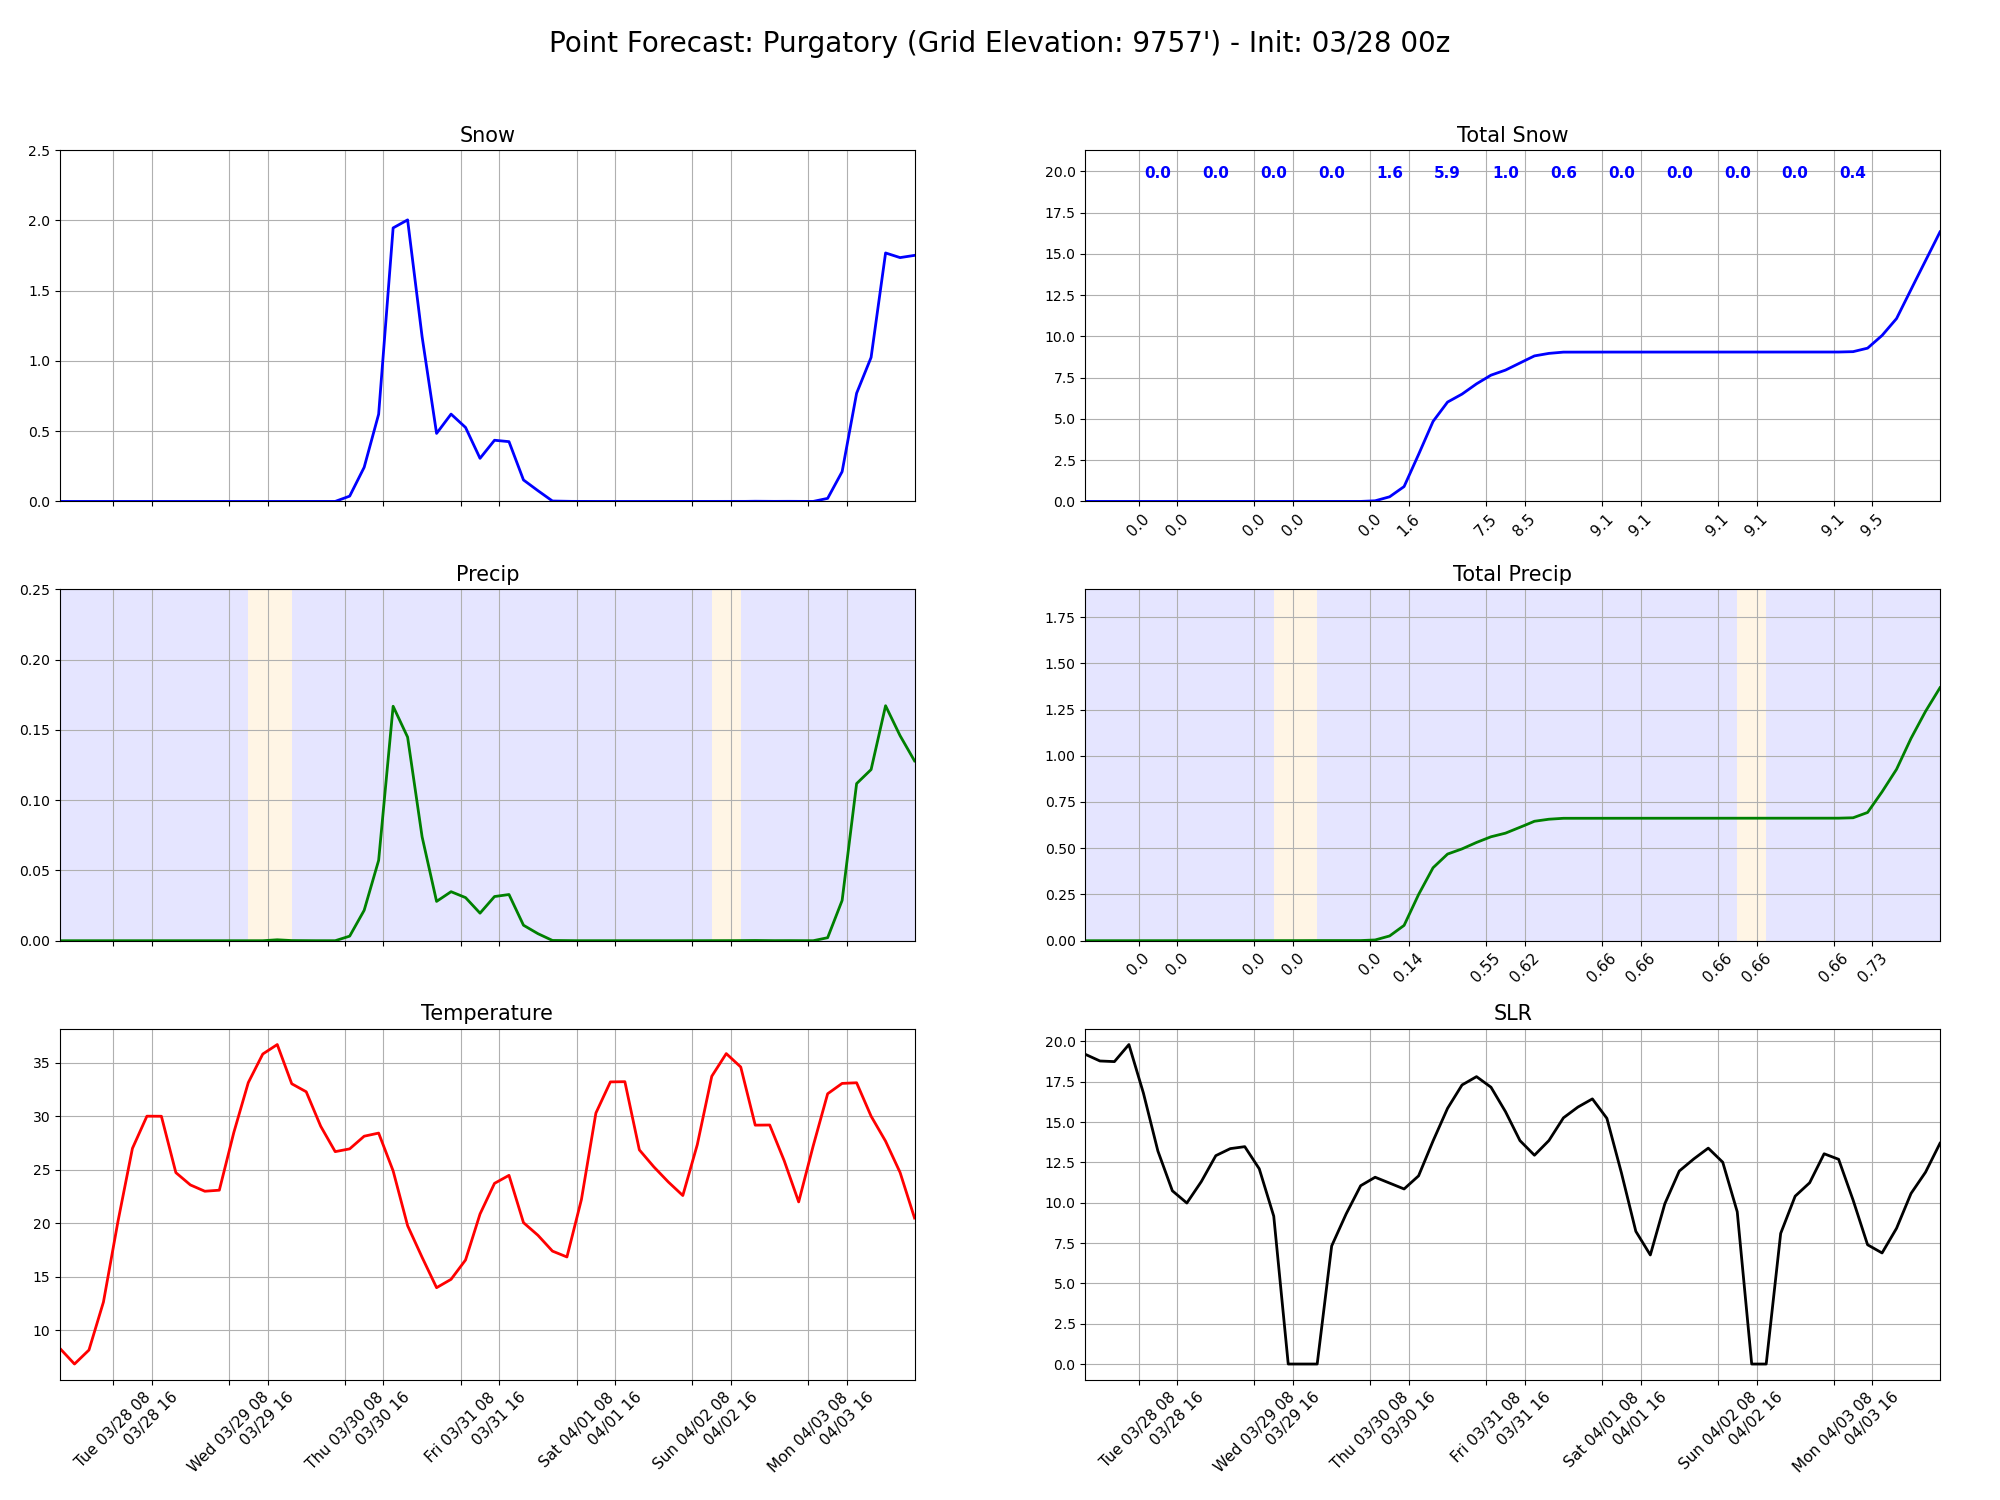 Point Forecast: Purgatory (Grid Elevation: 9757') - Init: 03/28 00z
Snow
2.5
2.0
1.5
1.0
0.5
0.0
Total Snow
0.0 0.0 0.0 0.0 1.6 5.9 1.0 0.6 0.0 0.0 0.0 0.0 0.4
20.0
17.5
15.0
12.5
10.0
7.5
5.0
2.5
0.0
0.0 0.0 0.0 0.0 0.0 1.6 7.5 8.5 9.1 9.1 9.1 9.1 9.1 9.5
Precip
0.25
0.20
0.15
0.10
0.05
0.00
Total Precip
1.75
1.50
1.25
1.00
0.75
0.50
0.25
0.00
0.0 0.0 0.0 0.0 0.0 0.14 0.55 0.62 0.66 0.66 0.66 0.66 0.66 0.73
Temperature
35
30
25
20
15
10
Tue 03/28 08
03/28 16
Wed 03/29 08
03/29 16
Thu 03/30 08
03/30 16
Fri 03/31 08
03/31 16
Sat 04/01 08
04/01 16
Sun 04/02 08
04/02 16
Mon 04/03 08
04/03 16
SLR
20.0
17.5
15.0
12.5
10.0
7.5
5.0
2.5
0.0
Tue 03/28 08
03/28 16
Wed 03/29 08
03/29 16
Thu 03/30 08
03/30 16
Fri 03/31 08
03/31 16
Sat 04/01 08
04/01 16
Sun 04/02 08
04/02 16
Mon 04/03 08
04/03 16